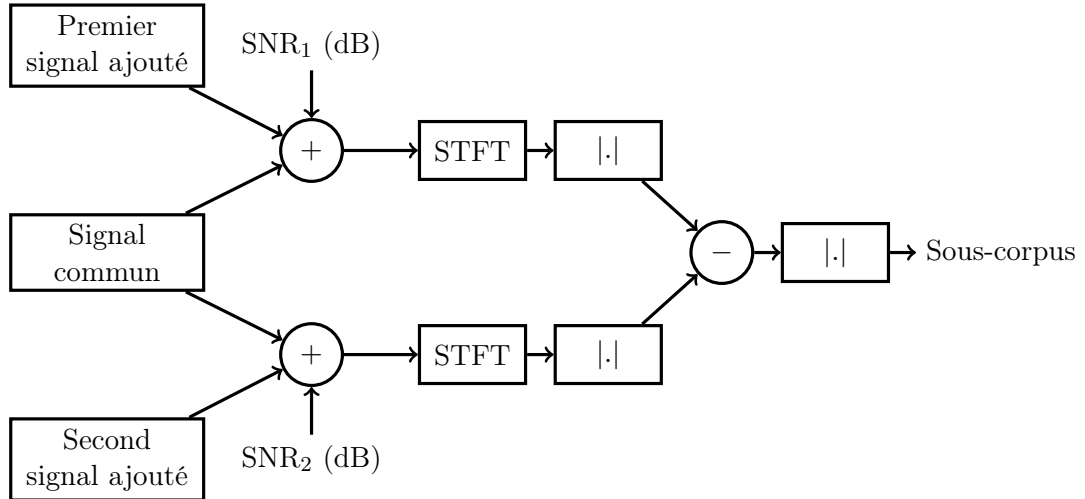 Premier
signal ajouté
SNR₁ (dB)
+
STFT
|.|
Signal
commun
−
|.|
Sous-corpus
+
STFT
|.|
Second
signal ajouté
SNR₂ (dB)